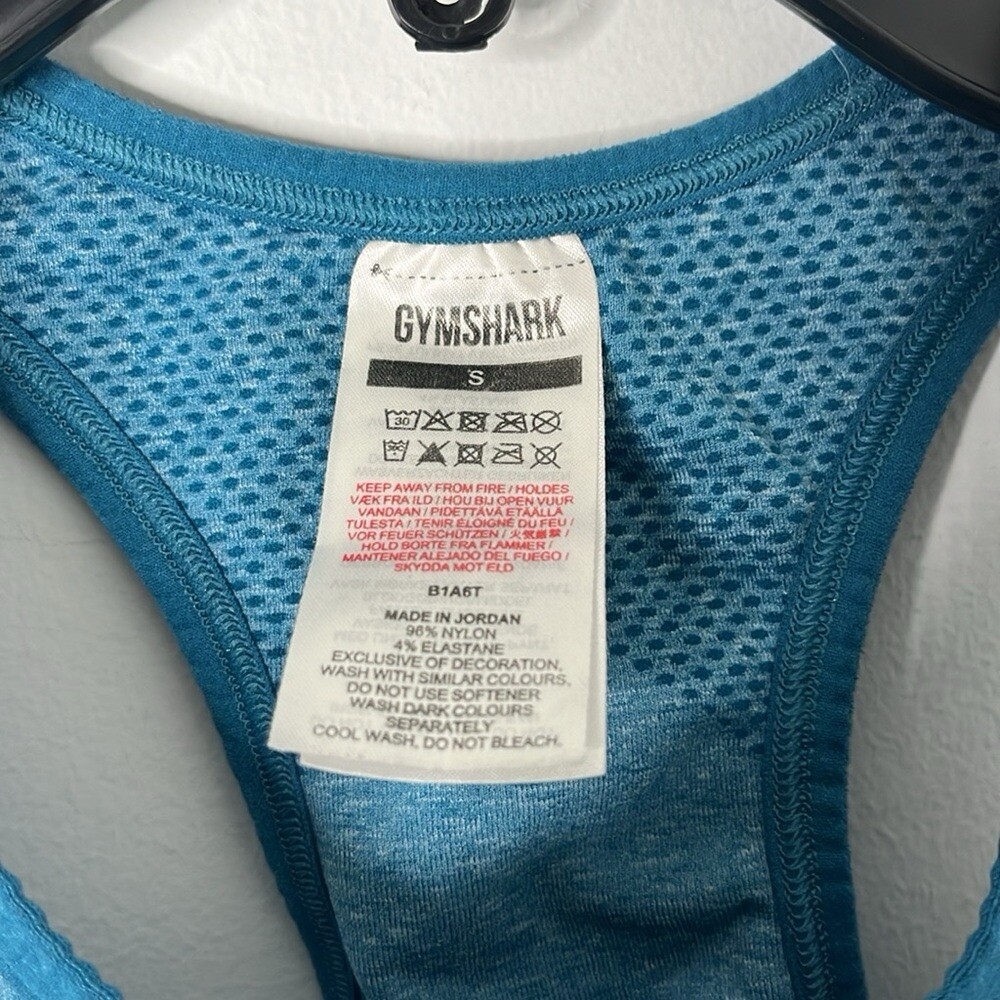 GYMSHARK
S
30
KEEP AWAY FROM FIRE / HOLDES
VÆK FRA ILD / HOU BIJ OPEN VUUR
VANDAAN / PIDETTÄVÄ ETÄÄLLÄ
TULESTA / TENIR ÉLOIGNÉ DU FEU /
VOR FEUER SCHÜTZEN / 火気厳禁 /
HOLD BORTE FRA FLAMMER /
MANTENER ALEJADO DEL FUEGO /
SKYDDA MOT ELD
B1A6T
MADE IN JORDAN
96% NYLON
4% ELASTANE
EXCLUSIVE OF DECORATION.
WASH WITH SIMILAR COLOURS.
DO NOT USE SOFTENER
WASH DARK COLOURS
SEPARATELY
COOL WASH. DO NOT BLEACH.